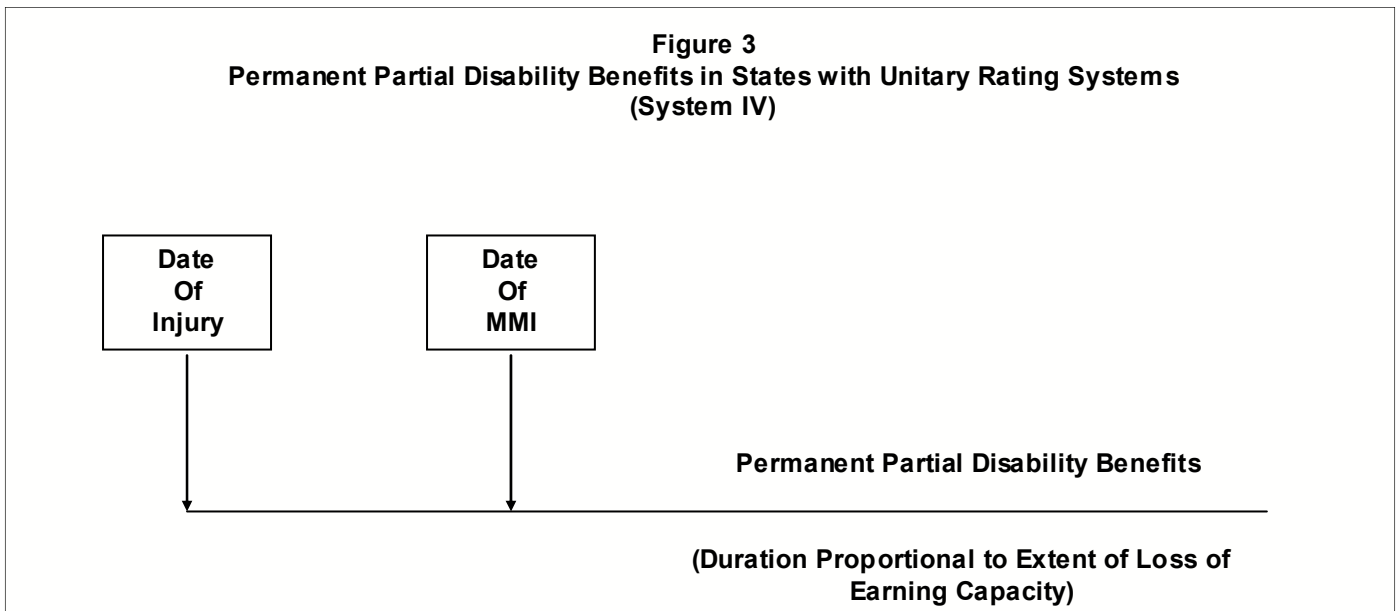 Figure 3
Permanent Partial Disability Benefits in States with Unitary Rating Systems
(System IV)
Date
Of
Injury
Date
Of
MMI
Permanent Partial Disability Benefits
(Duration Proportional to Extent of Loss of
Earning Capacity)